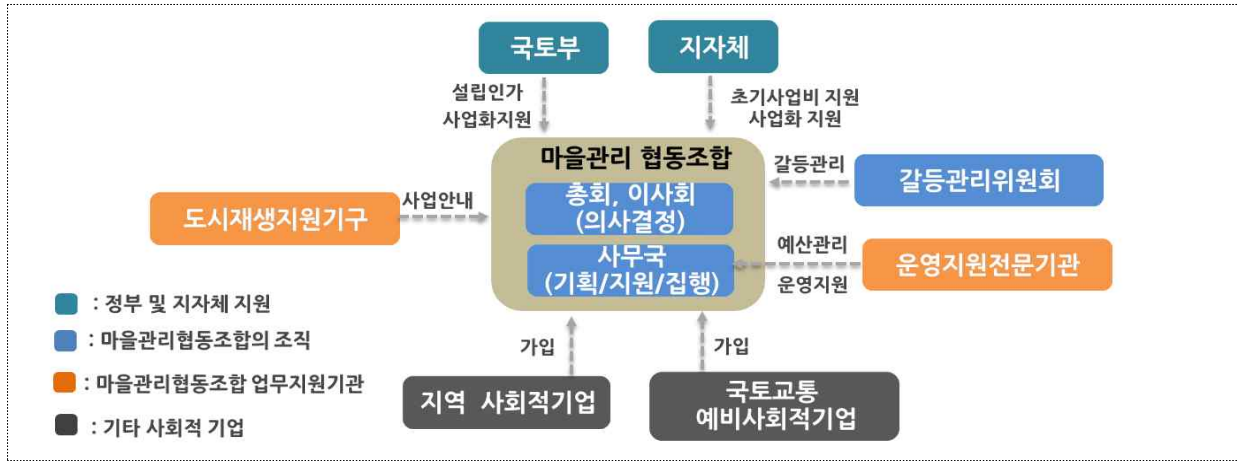 국토부
지자체
설립인가
사업화지원
초기사업비 지원
사업화 지원
마을관리 협동조합
총회, 이사회
(의사결정)
사무국
(기획/지원/집행)
갈등관리
갈등관리위원회
도시재생지원기구
사업안내
예산관리
운영지원
운영지원전문기관
: 정부 및 지자체 지원
: 마을관리협동조합의 조직
: 마을관리협동조합 업무지원기관
: 기타 사회적 기업
가입
가입
지역 사회적기업
국토교통
예비사회적기업